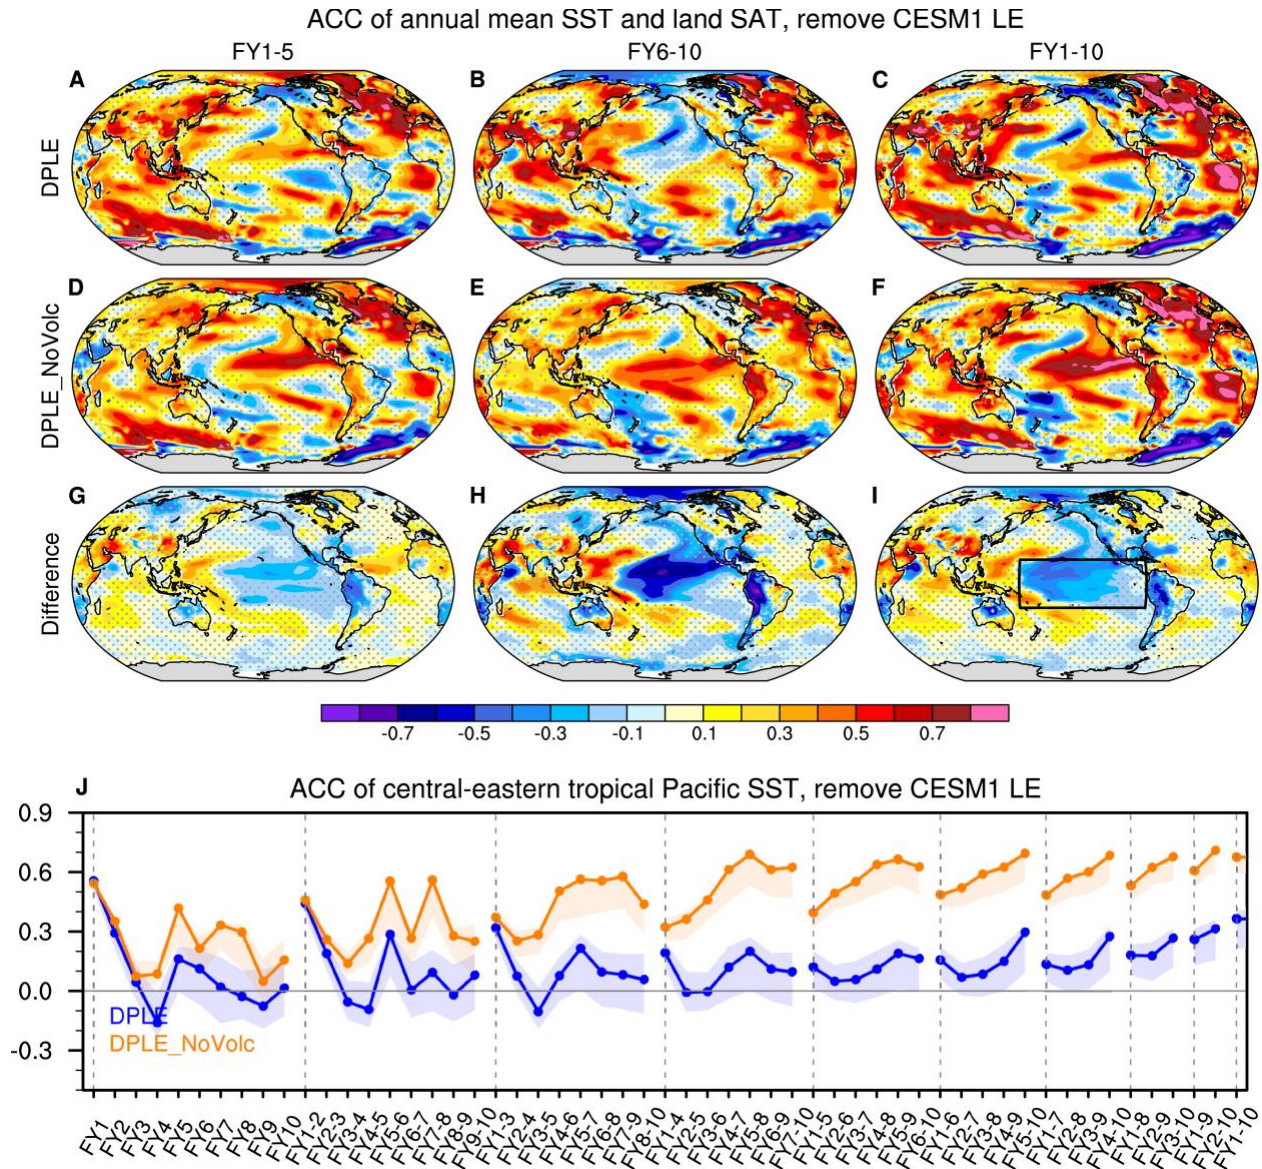 ACC of annual mean SST and land SAT, remove CESM1 LE
FY1-5 FY6-10 FY1-10
A B C
DPLE
D E F
DPLE_NoVolc
G H I
Difference
-0.7 -0.5 -0.3 -0.1 0.1 0.3 0.5 0.7
J ACC of central-eastern tropical Pacific SST, remove CESM1 LE
0.9
0.6
0.3
0.0
-0.3
DPLE
DPLE_NoVolc
FY1 FY2 FY3 FY4 FY5 FY6 FY7 FY8 FY9 FY10 FY1-2 FY2-3 FY3-4 FY4-5 FY5-6 FY6-7 FY7-8 FY8-9 FY9-10 FY1-3 FY2-4 FY3-5 FY4-6 FY5-7 FY6-8 FY7-9 FY8-10 FY1-4 FY2-5 FY3-6 FY4-7 FY5-8 FY6-9 FY7-10 FY1-5 FY2-6 FY3-7 FY4-8 FY5-9 FY6-10 FY1-6 FY2-7 FY3-8 FY4-9 FY5-10 FY1-7 FY2-8 FY3-9 FY4-10 FY1-8 FY2-9 FY3-10 FY1-9 FY2-10 FY1-10